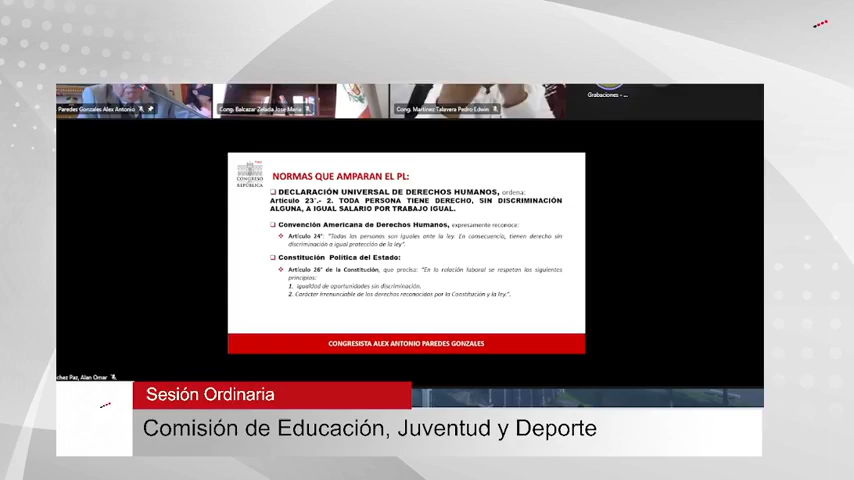 Paredes Gonzales Alex Antonio
Cong. Balcazar Zelada Jose Maria
Cong. Martinez Talavera Pedro Edwin
Grabaciones - ...
CONGRESO
REPÚBLICA
NORMAS QUE AMPARAN EL PL:
DECLARACIÓN UNIVERSAL DE DERECHOS HUMANOS, ordena:
Artículo 23°.- 2. TODA PERSONA TIENE DERECHO, SIN DISCRIMINACIÓN
ALGUNA, A IGUAL SALARIO POR TRABAJO IGUAL.
Convención Americana de Derechos Humanos, expresamente reconoce:
Artículo 24°: "Todas las personas son iguales ante la ley. En consecuencia, tienen derecho sin
discriminación a igual protección de la ley".
Constitución Política del Estado:
Artículo 26° de la Constitución, que precisa: "En la relación laboral se respetan los siguientes
principios:
1. Igualdad de oportunidades sin discriminación.
2. Carácter irrenunciable de los derechos reconocidos por la Constitución y la ley.".
CONGRESISTA ALEX ANTONIO PAREDES GONZALES
chez Paz, Alan Omar
Sesión Ordinaria
Comisión de Educación, Juventud y Deporte